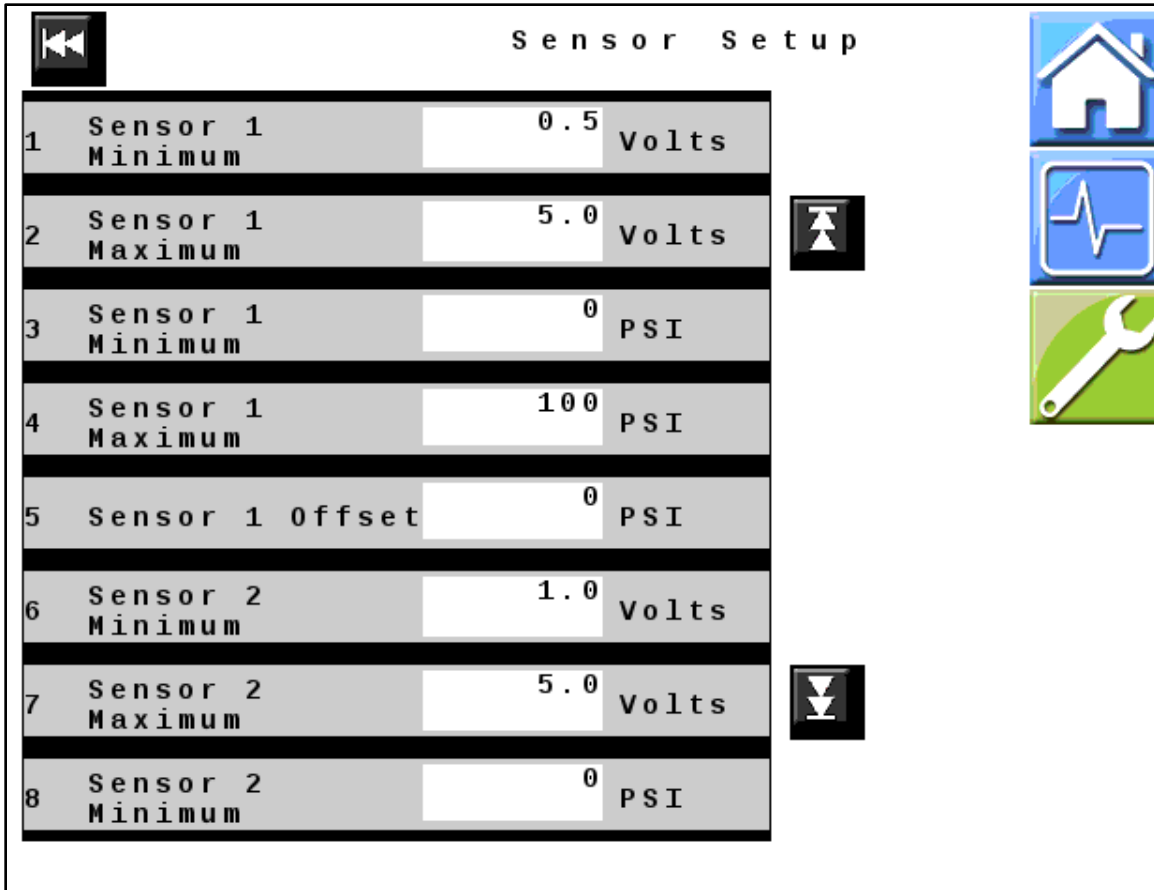 Sensor Setup
1 Sensor 1 Minimum 0.5 Volts
2 Sensor 1 Maximum 5.0 Volts
3 Sensor 1 Minimum 0 PSI
4 Sensor 1 Maximum 100 PSI
5 Sensor 1 Offset 0 PSI
6 Sensor 2 Minimum 1.0 Volts
7 Sensor 2 Maximum 5.0 Volts
8 Sensor 2 Minimum 0 PSI